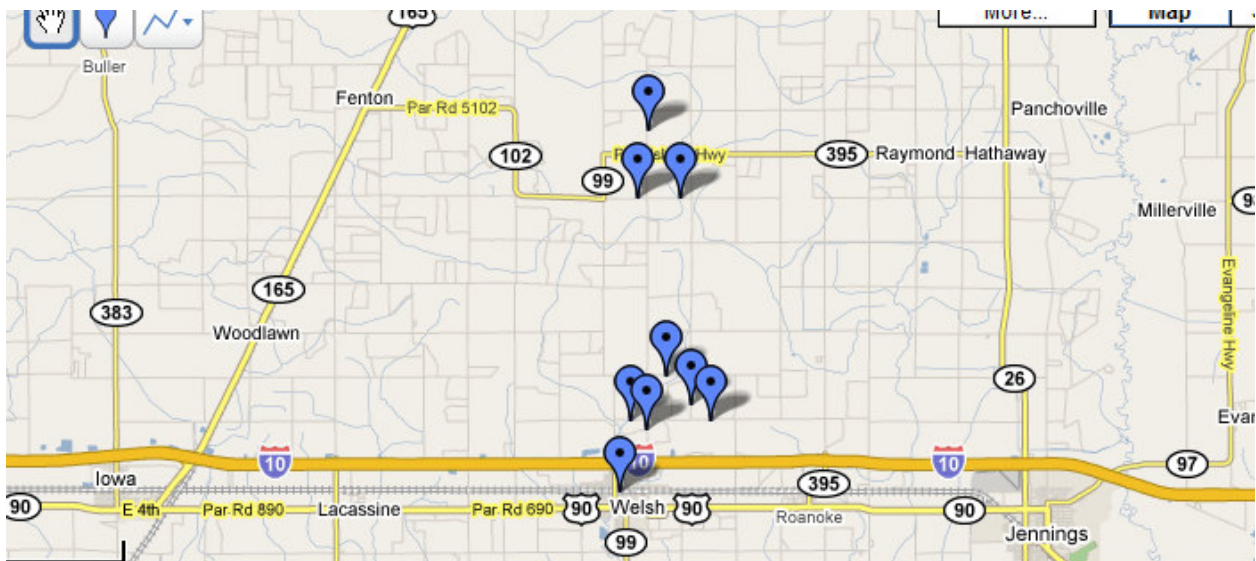 165
More...
Map
Buller
Fenton
Par Rd 5102
Panchoville
102
Hwy
395
Raymond
Hathaway
99
Millerville
165
383
Woodlawn
Evangeline Hwy
26
10
10
10
97
Iowa
395
90
E 4th
Par Rd 890
Lacassine
Par Rd 690
90
Welsh
90
Roanoke
90
99
Jennings